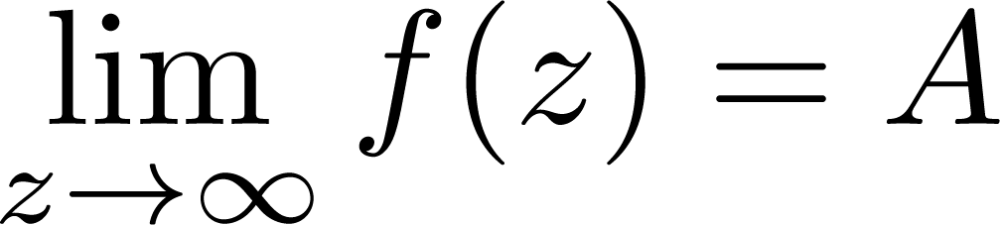 lim f(z) = A
z→∞